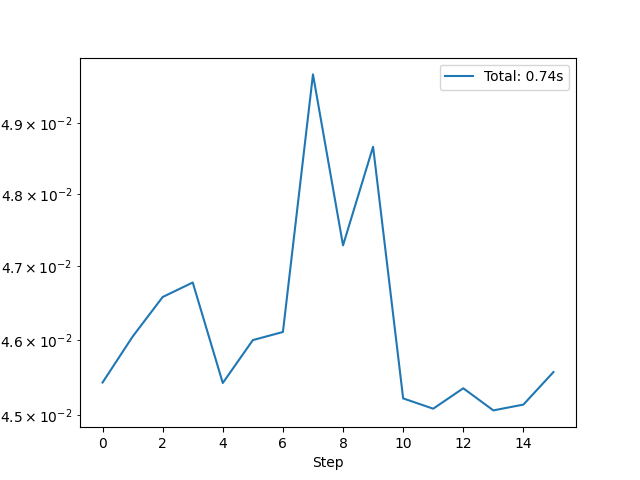 Total: 0.74s
4.9 × 10⁻²
4.8 × 10⁻²
4.7 × 10⁻²
4.6 × 10⁻²
4.5 × 10⁻²
0 2 4 6 8 10 12 14
Step